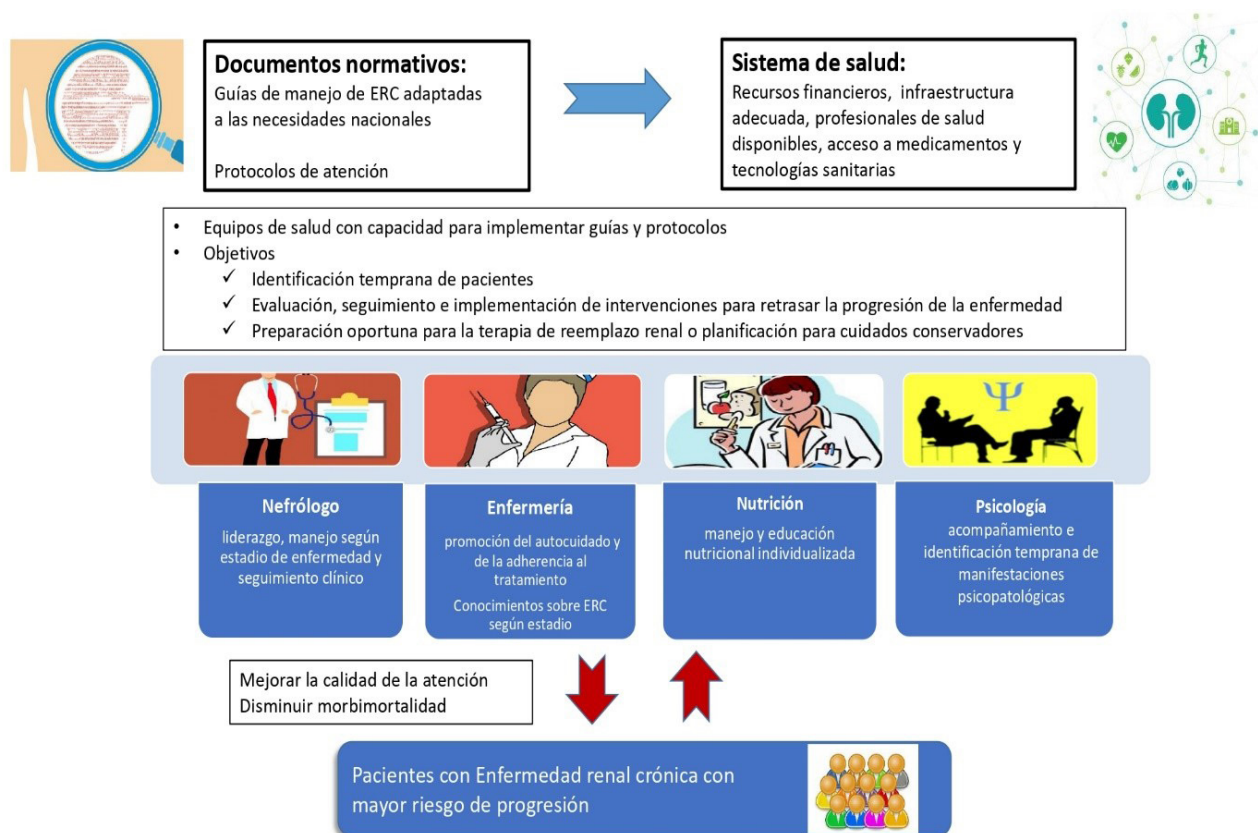 Documentos normativos:
Guías de manejo de ERC adaptadas
a las necesidades nacionales
Protocolos de atención
Sistema de salud:
Recursos financieros, infraestructura
adecuada, profesionales de salud
disponibles, acceso a medicamentos y
tecnologías sanitarias
• Equipos de salud con capacidad para implementar guías y protocolos
• Objetivos
✓ Identificación temprana de pacientes
✓ Evaluación, seguimiento e implementación de intervenciones para retrasar la progresión de la enfermedad
✓ Preparación oportuna para la terapia de reemplazo renal o planificación para cuidados conservadores
Ψ
Nefrólogo
liderazgo, manejo según
estadio de enfermedad y
seguimiento clínico
Enfermería
promoción del autocuidado y
de la adherencia al
tratamiento
Conocimientos sobre ERC
según estadio
Nutrición
manejo y educación
nutricional individualizada
Psicología
acompañamiento e
identificación temprana de
manifestaciones
psicopatológicas
Mejorar la calidad de la atención
Disminuir morbimortalidad
Pacientes con Enfermedad renal crónica con
mayor riesgo de progresión